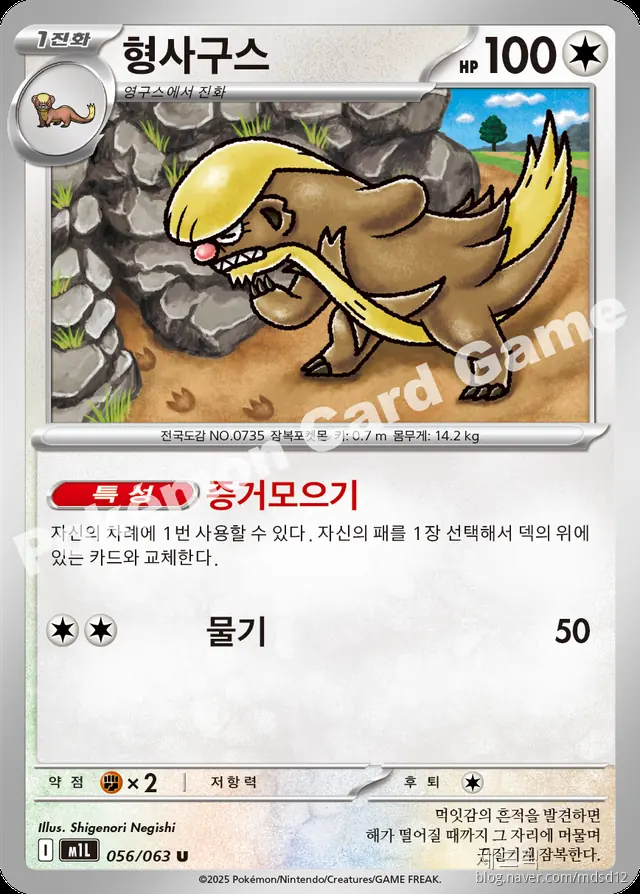 1진화
형사구스
HP 100
영구스에서 진화
전국도감 NO.0735 잠복포켓몬 키: 0.7 m 몸무게: 14.2 kg
Pokémon Card Game
특성 증거모으기
자신의 차례에 1번 사용할 수 있다. 자신의 패를 1장 선택해서 덱의 위에
있는 카드와 교체한다.
물기 50
약점 ×2 저항력 후퇴
Illus. Shigenori Negishi
먹잇감의 흔적을 발견하면
해가 떨어질 때까지 그 자리에 머물며
끈질기게 잠복한다.
I M1L 056/063 U
blog.naver.com/mdsd12
©2025 Pokémon/Nintendo/Creatures/GAME FREAK.